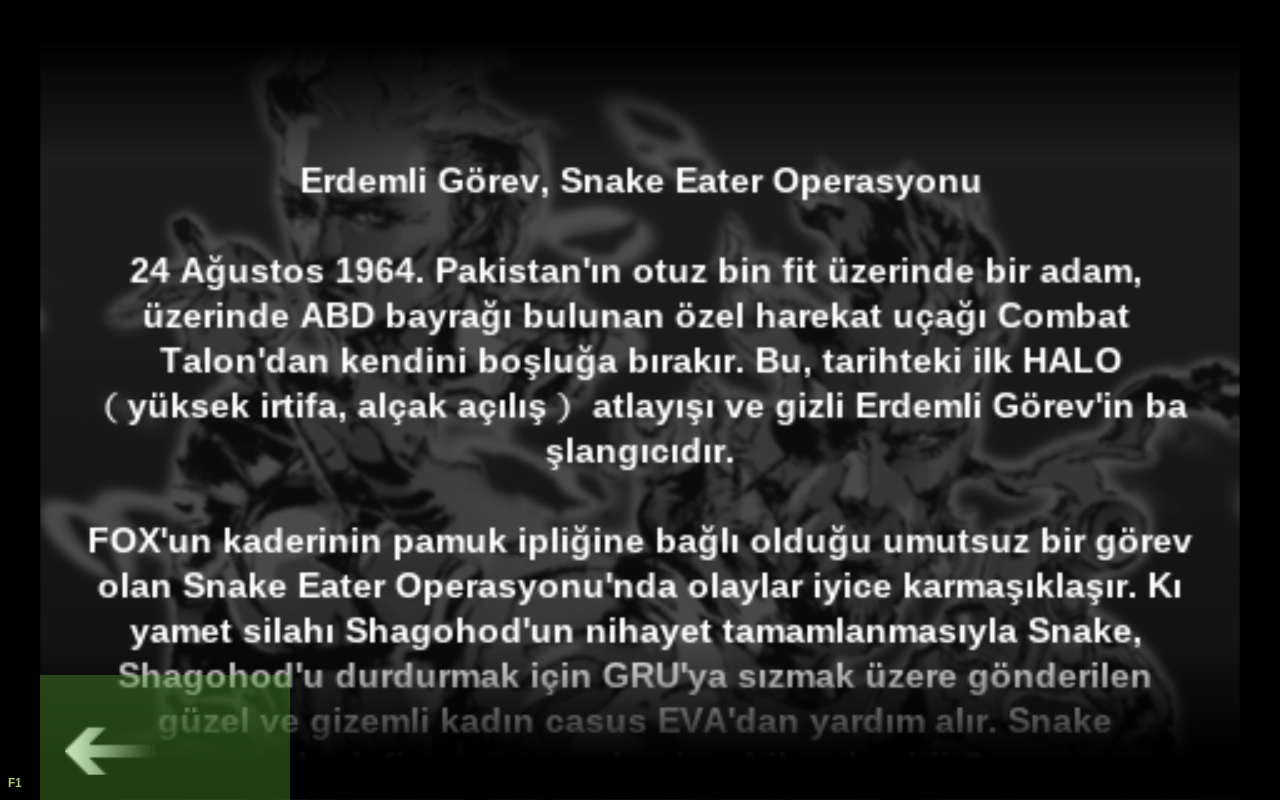 Erdemli Görev, Snake Eater Operasyonu
24 Ağustos 1964. Pakistan'ın otuz bin fit üzerinde bir adam,
üzerinde ABD bayrağı bulunan özel harekat uçağı Combat
Talon'dan kendini boşluğa bırakır. Bu, tarihteki ilk HALO
（yüksek irtifa, alçak açılış） atlayışı ve gizli Erdemli Görev'in ba
şlangıcıdır.
FOX'un kaderinin pamuk ipliğine bağlı olduğu umutsuz bir görev
olan Snake Eater Operasyonu'nda olaylar iyice karmaşıklaşır. Kı
yamet silahı Shagohod'un nihayet tamamlanmasıyla Snake,
Shagohod'u durdurmak için GRU'ya sızmak üzere gönderilen
güzel ve gizemli kadın casus EVA'dan yardım alır. Snake
F1